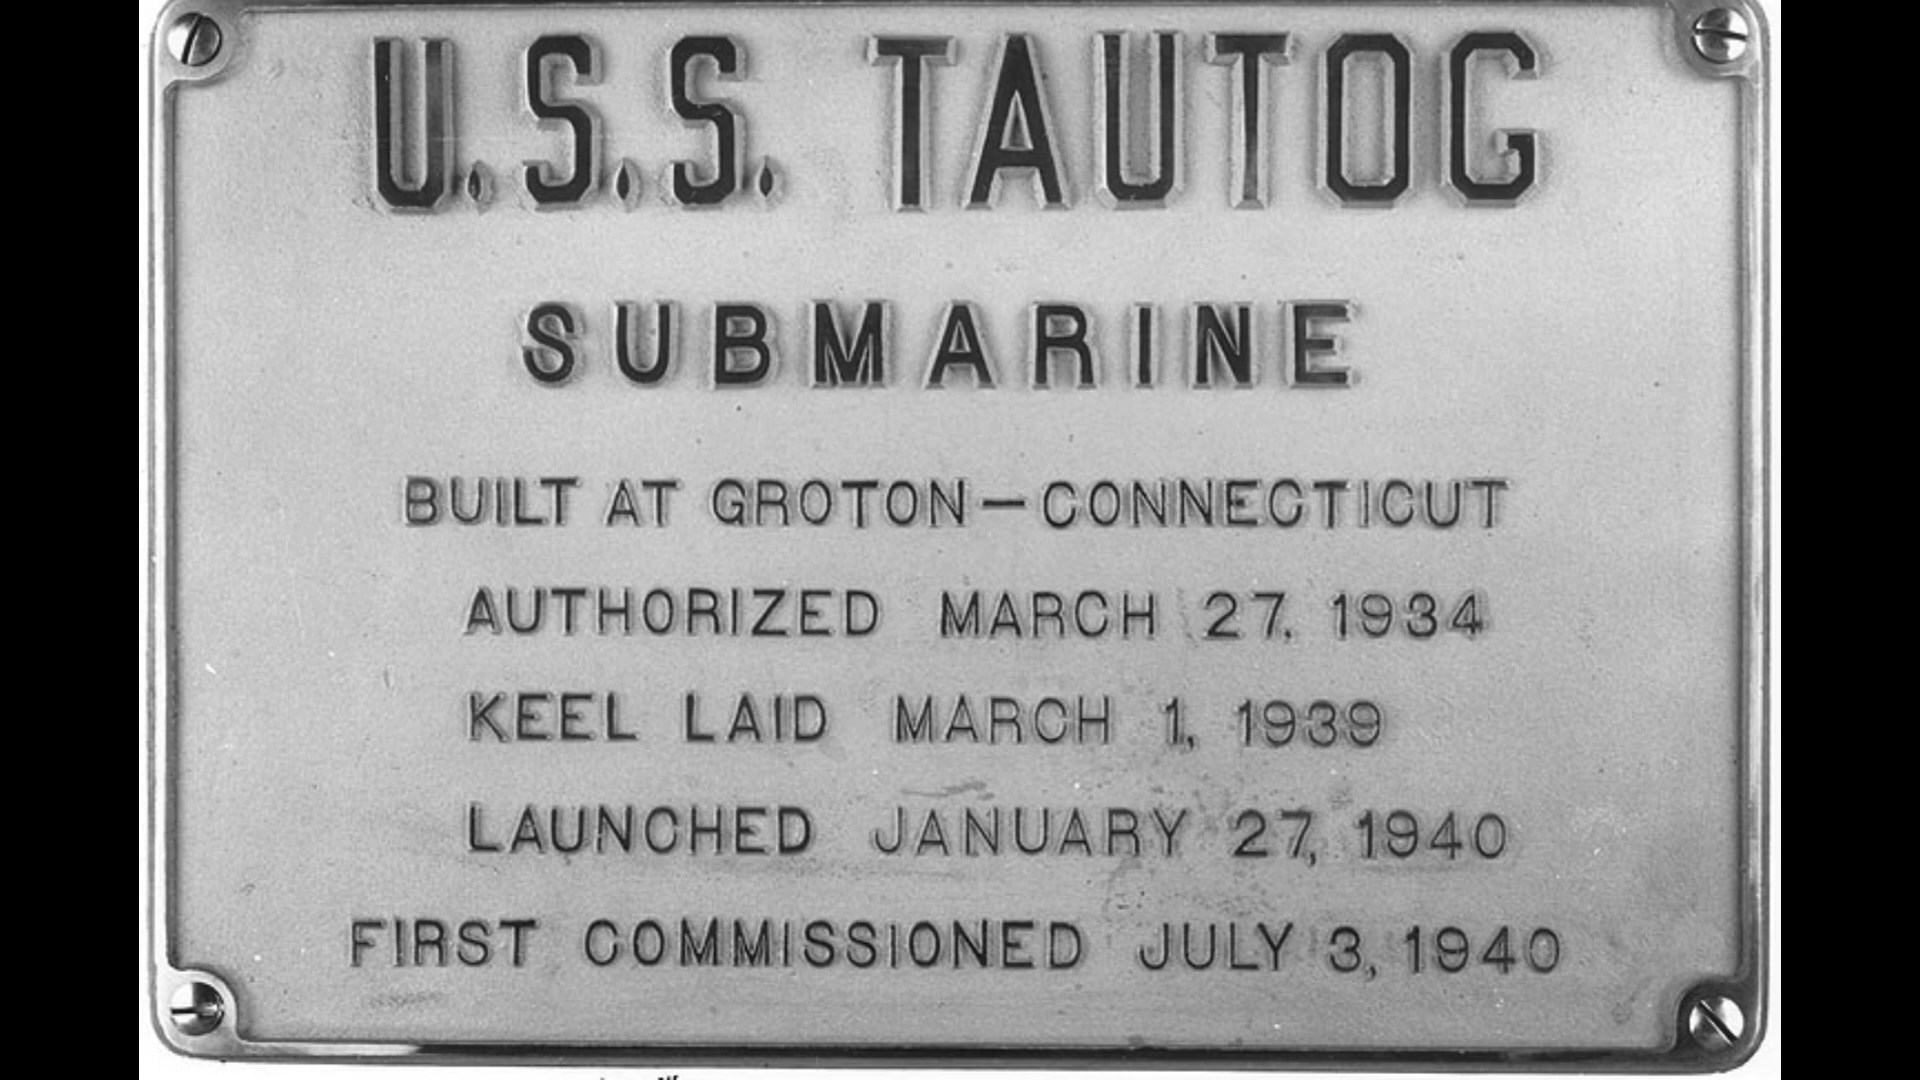 U.S.S. TAUTOG
SUBMARINE
BUILT AT GROTON—CONNECTICUT
AUTHORIZED MARCH 27, 1934
KEEL LAID MARCH 1, 1939
LAUNCHED JANUARY 27, 1940
FIRST COMMISSIONED JULY 3, 1940